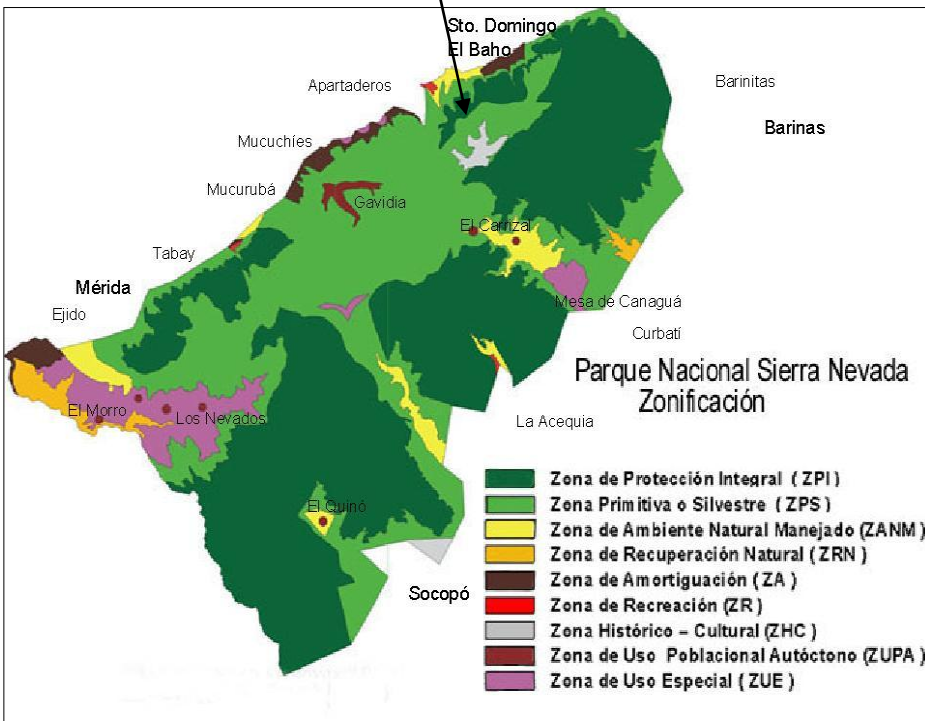 Sto. Domingo
El Baho
Apartaderos
Barinitas
Barinas
Mucuchíes
Mucurubá
Gavidia
El Carrizal
Tabay
Mérida
Ejido
Mesa de Canaguá
Curbatí
Parque Nacional Sierra Nevada
Zonificación
El Morro
Los Nevados
La Acequia
El Quinó
Socopó
Zona de Protección Integral ( ZPI )
Zona Primitiva o Silvestre ( ZPS )
Zona de Ambiente Natural Manejado (ZANM)
Zona de Recuperación Natural ( ZRN )
Zona de Amortiguación ( ZA )
Zona de Recreación (ZR )
Zona Histórico – Cultural (ZHC )
Zona de Uso Poblacional Autóctono (ZUPA )
Zona de Uso Especial ( ZUE )